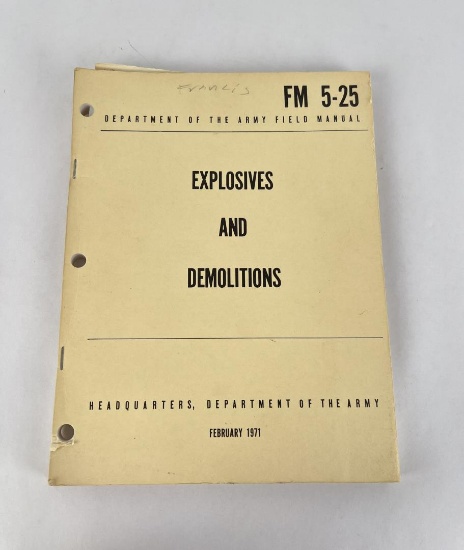 FM 5-25
DEPARTMENT OF THE ARMY FIELD MANUAL
EXPLOSIVES
AND
DEMOLITIONS
HEADQUARTERS, DEPARTMENT OF THE ARMY
FEBRUARY 1971